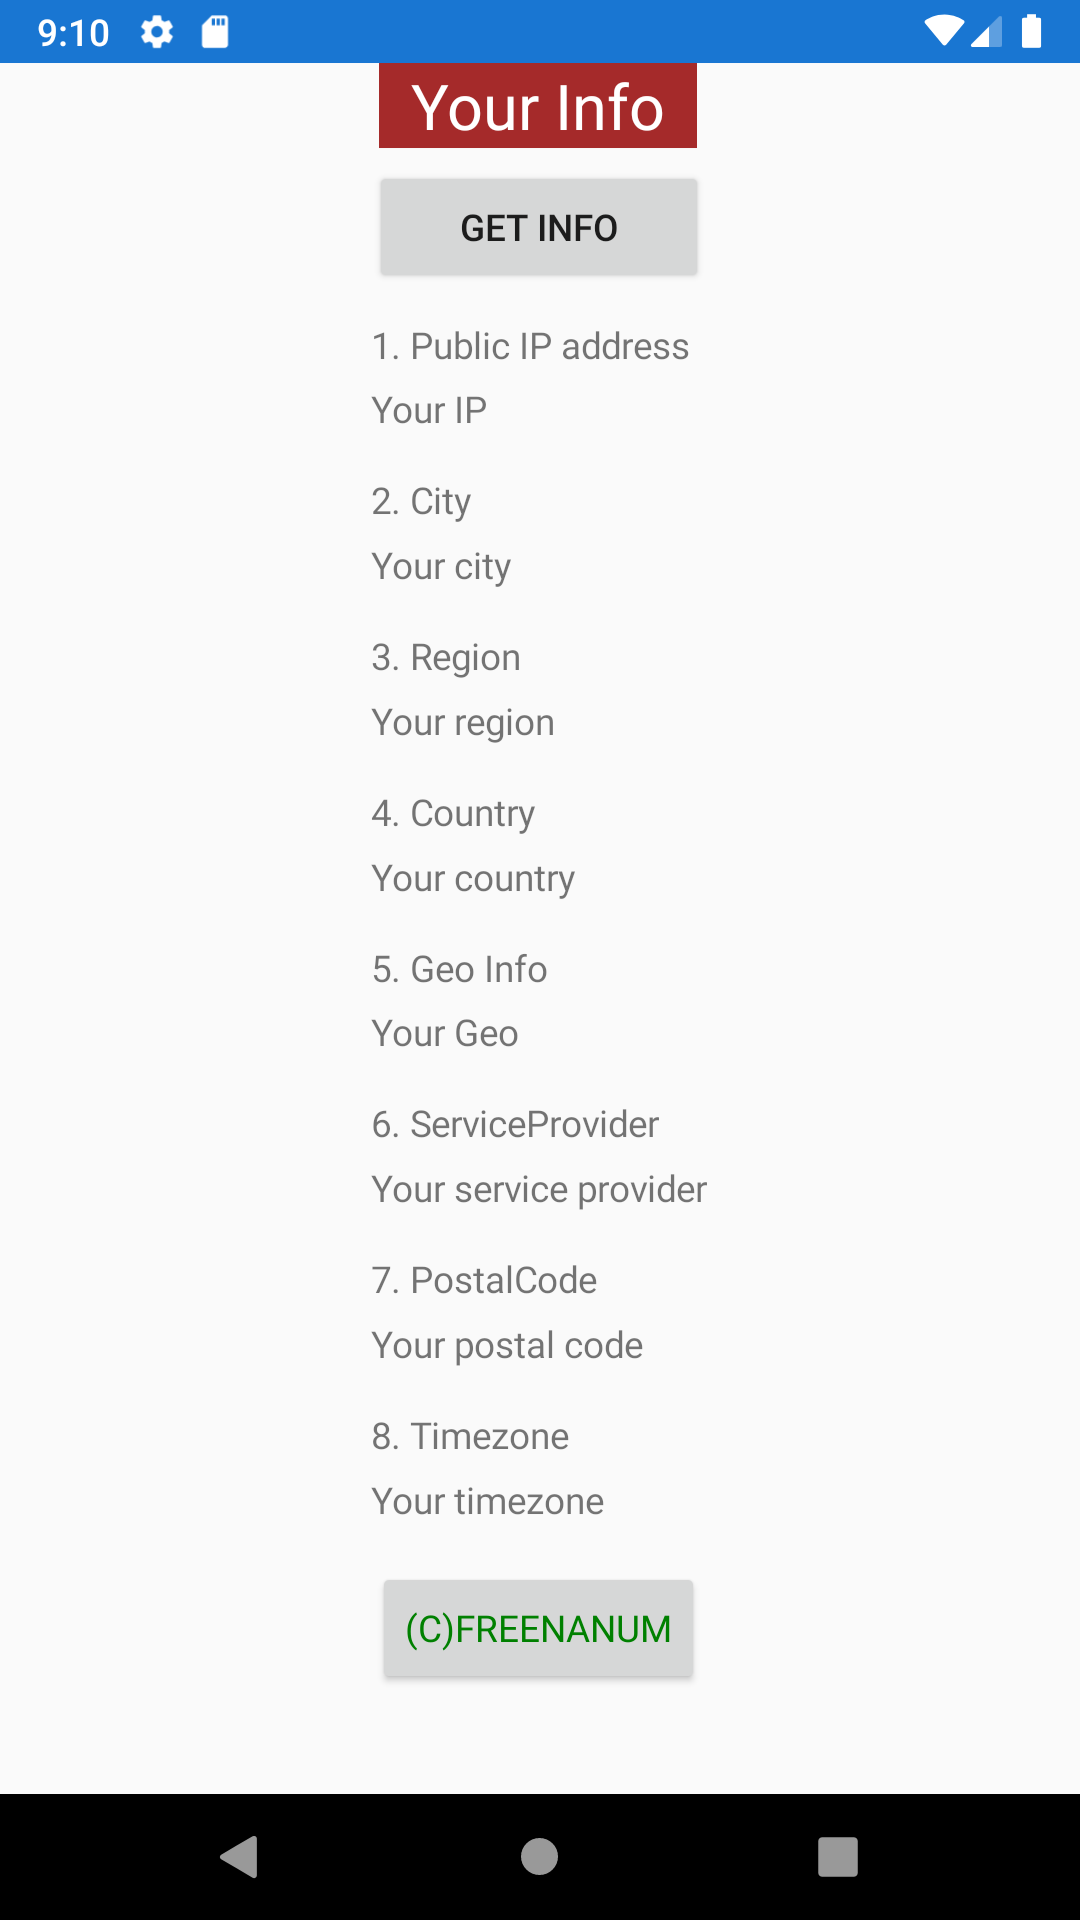 9:10
Your Info
GET INFO
1. Public IP address
Your IP
2. City
Your city
3. Region
Your region
4. Country
Your country
5. Geo Info
Your Geo
6. ServiceProvider
Your service provider
7. PostalCode
Your postal code
8. Timezone
Your timezone
(C)FREENANUM